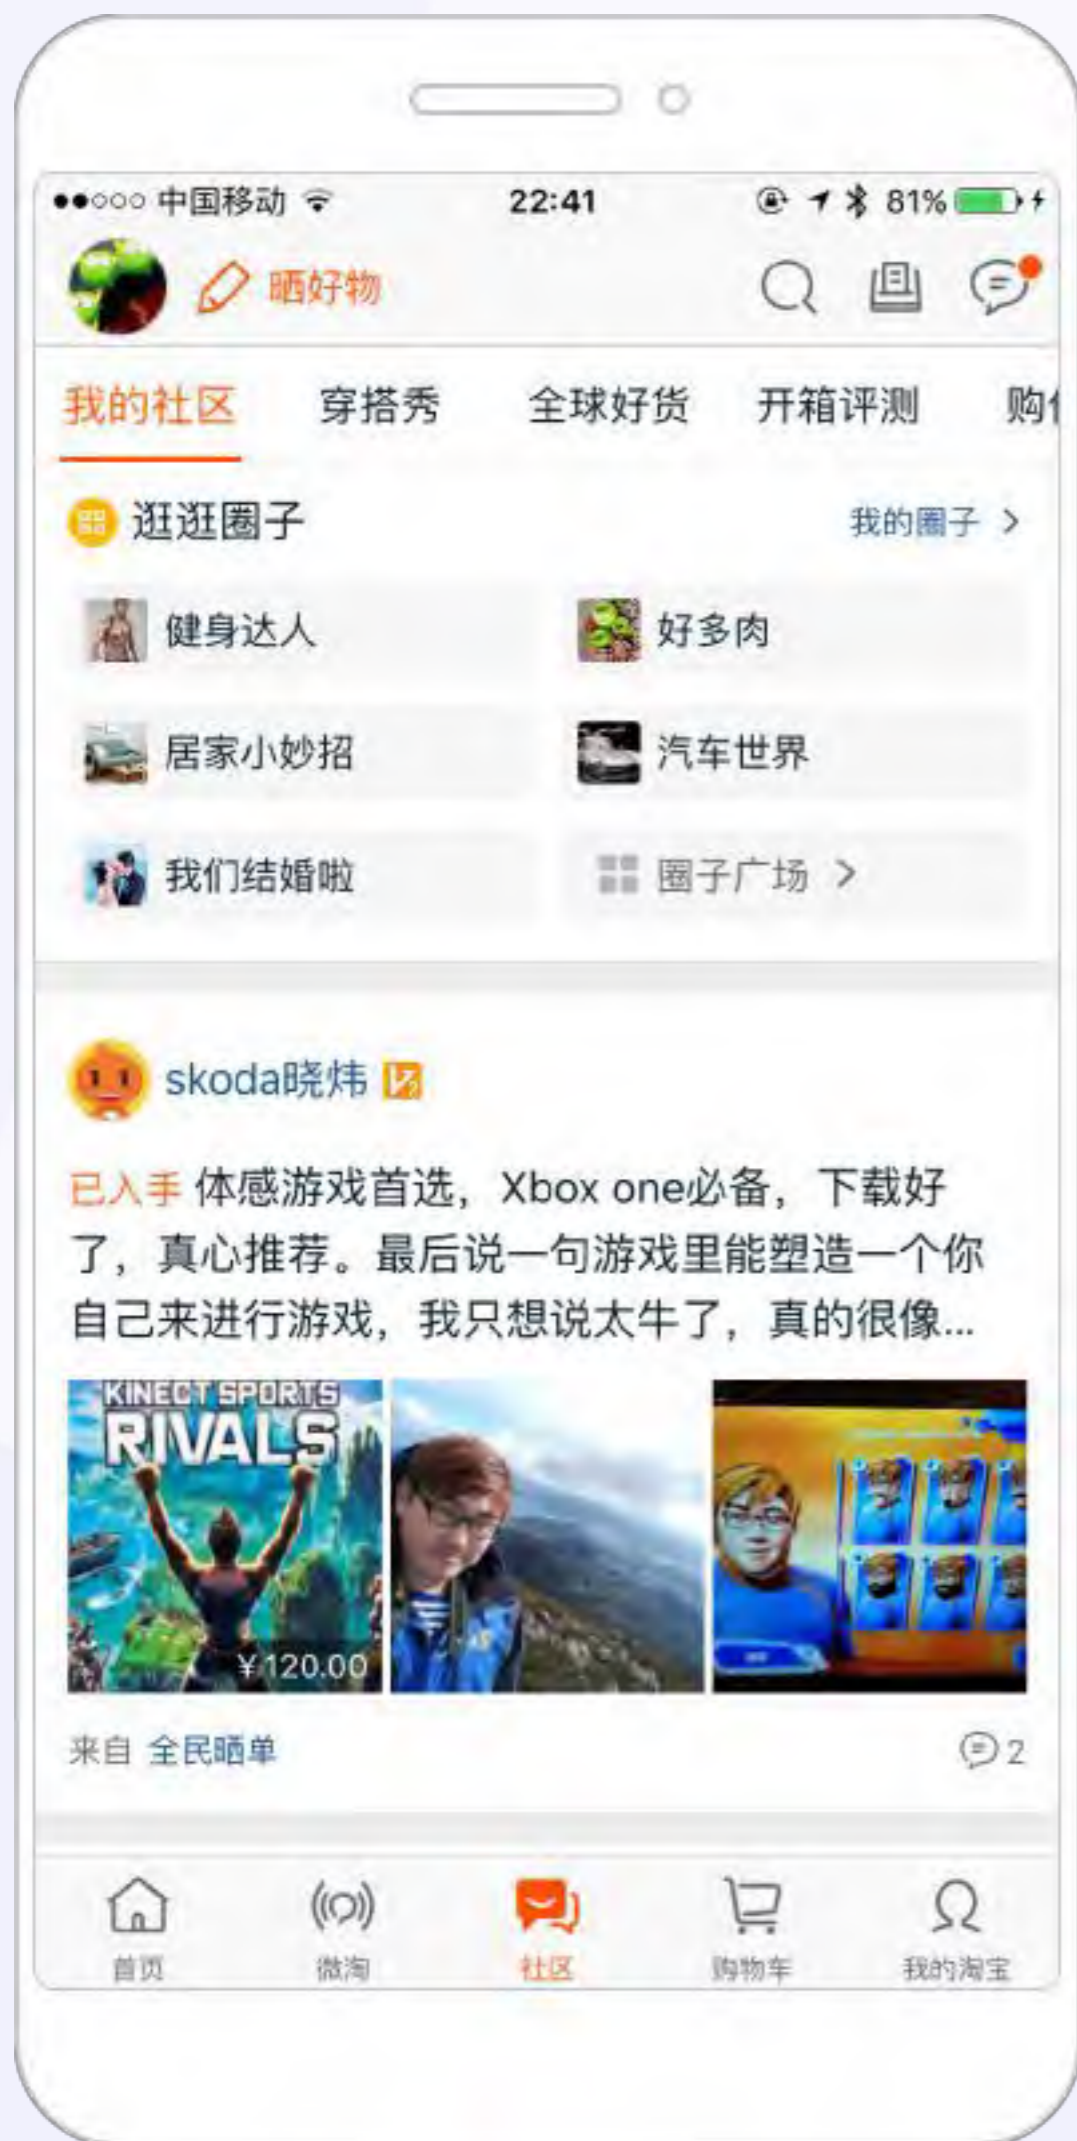 中国移动 22:41 81%
晒好物
我的社区 穿搭秀 全球好货 开箱评测 购
逛逛圈子 我的圈子 >
健身达人 好多肉
居家小妙招 汽车世界
我们结婚啦 圈子广场 >
skoda晓炜
已入手 体感游戏首选，Xbox one必备，下载好
了，真心推荐。最后说一句游戏里能塑造一个你
自己来进行游戏，我只想说太牛了，真的很像...
KINECT SPORTS
RIVALS
¥120.00
来自 全民晒单 2
首页 微淘 社区 购物车 我的淘宝